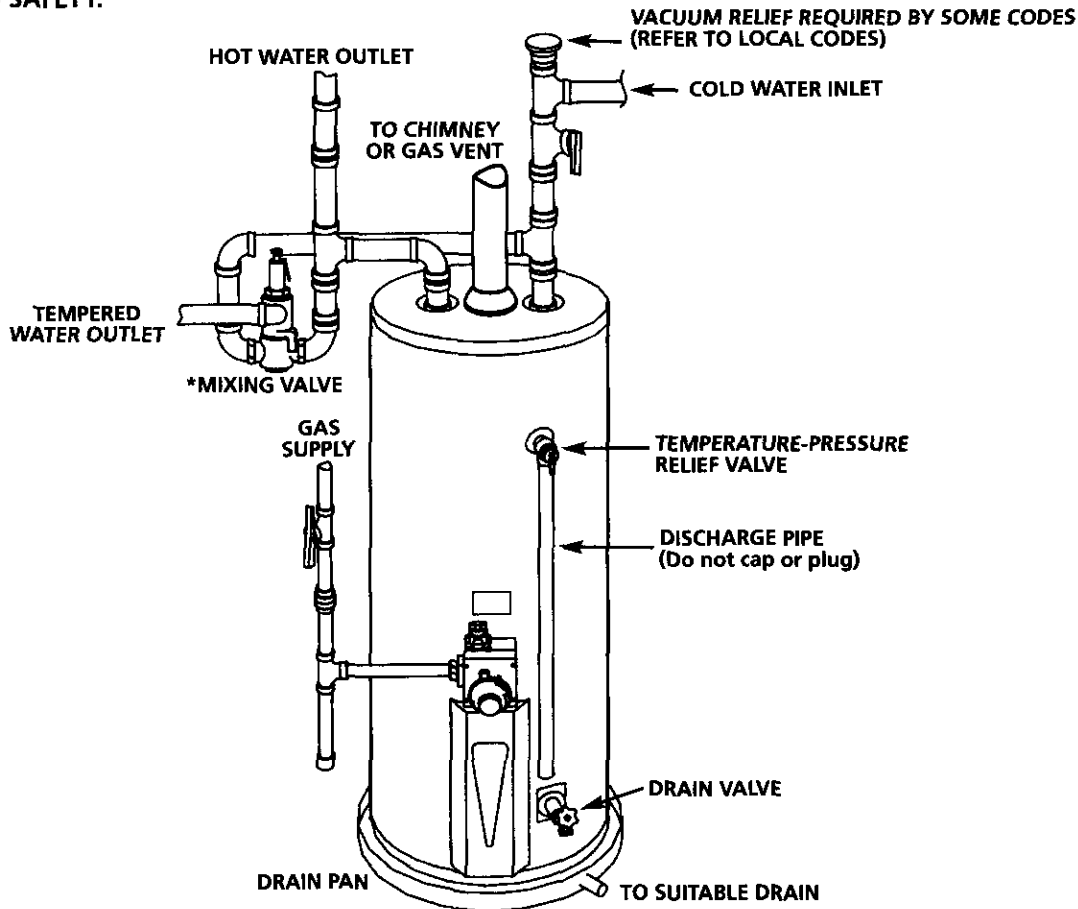 SAFETY.
VACUUM RELIEF REQUIRED BY SOME CODES
(REFER TO LOCAL CODES)
HOT WATER OUTLET
COLD WATER INLET
TO CHIMNEY
OR GAS VENT
TEMPERED
WATER OUTLET
*MIXING VALVE
GAS
SUPPLY
TEMPERATURE-PRESSURE
RELIEF VALVE
DISCHARGE PIPE
(Do not cap or plug)
DRAIN VALVE
DRAIN PAN
TO SUITABLE DRAIN